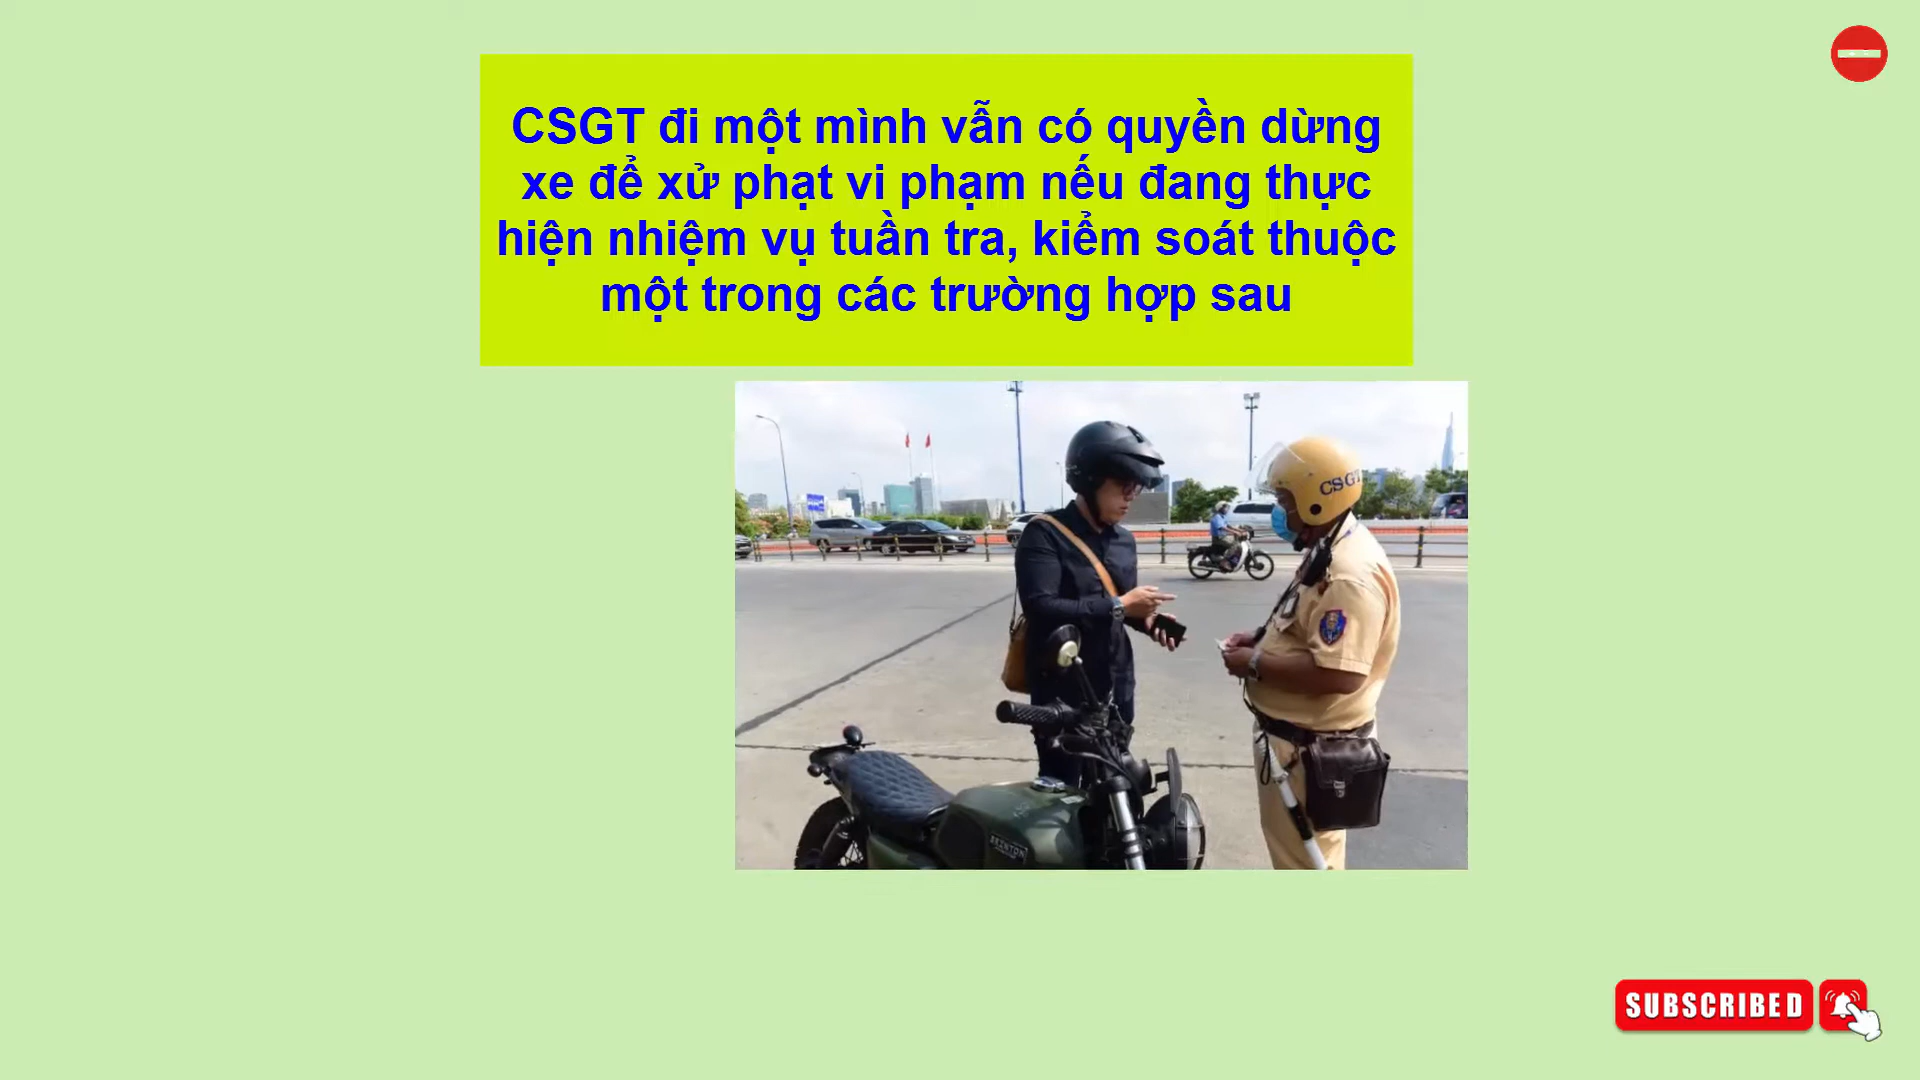 CSGT đi một mình vẫn có quyền dừng
xe để xử phạt vi phạm nếu đang thực
hiện nhiệm vụ tuần tra, kiểm soát thuộc
một trong các trường hợp sau
CSGT
BRIXTON
SUBSCRIBED